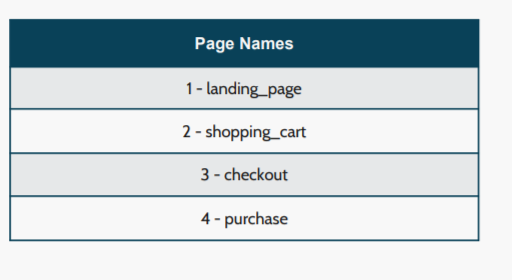 Page Names
1 - landing_page
2 - shopping_cart
3 - checkout
4 - purchase